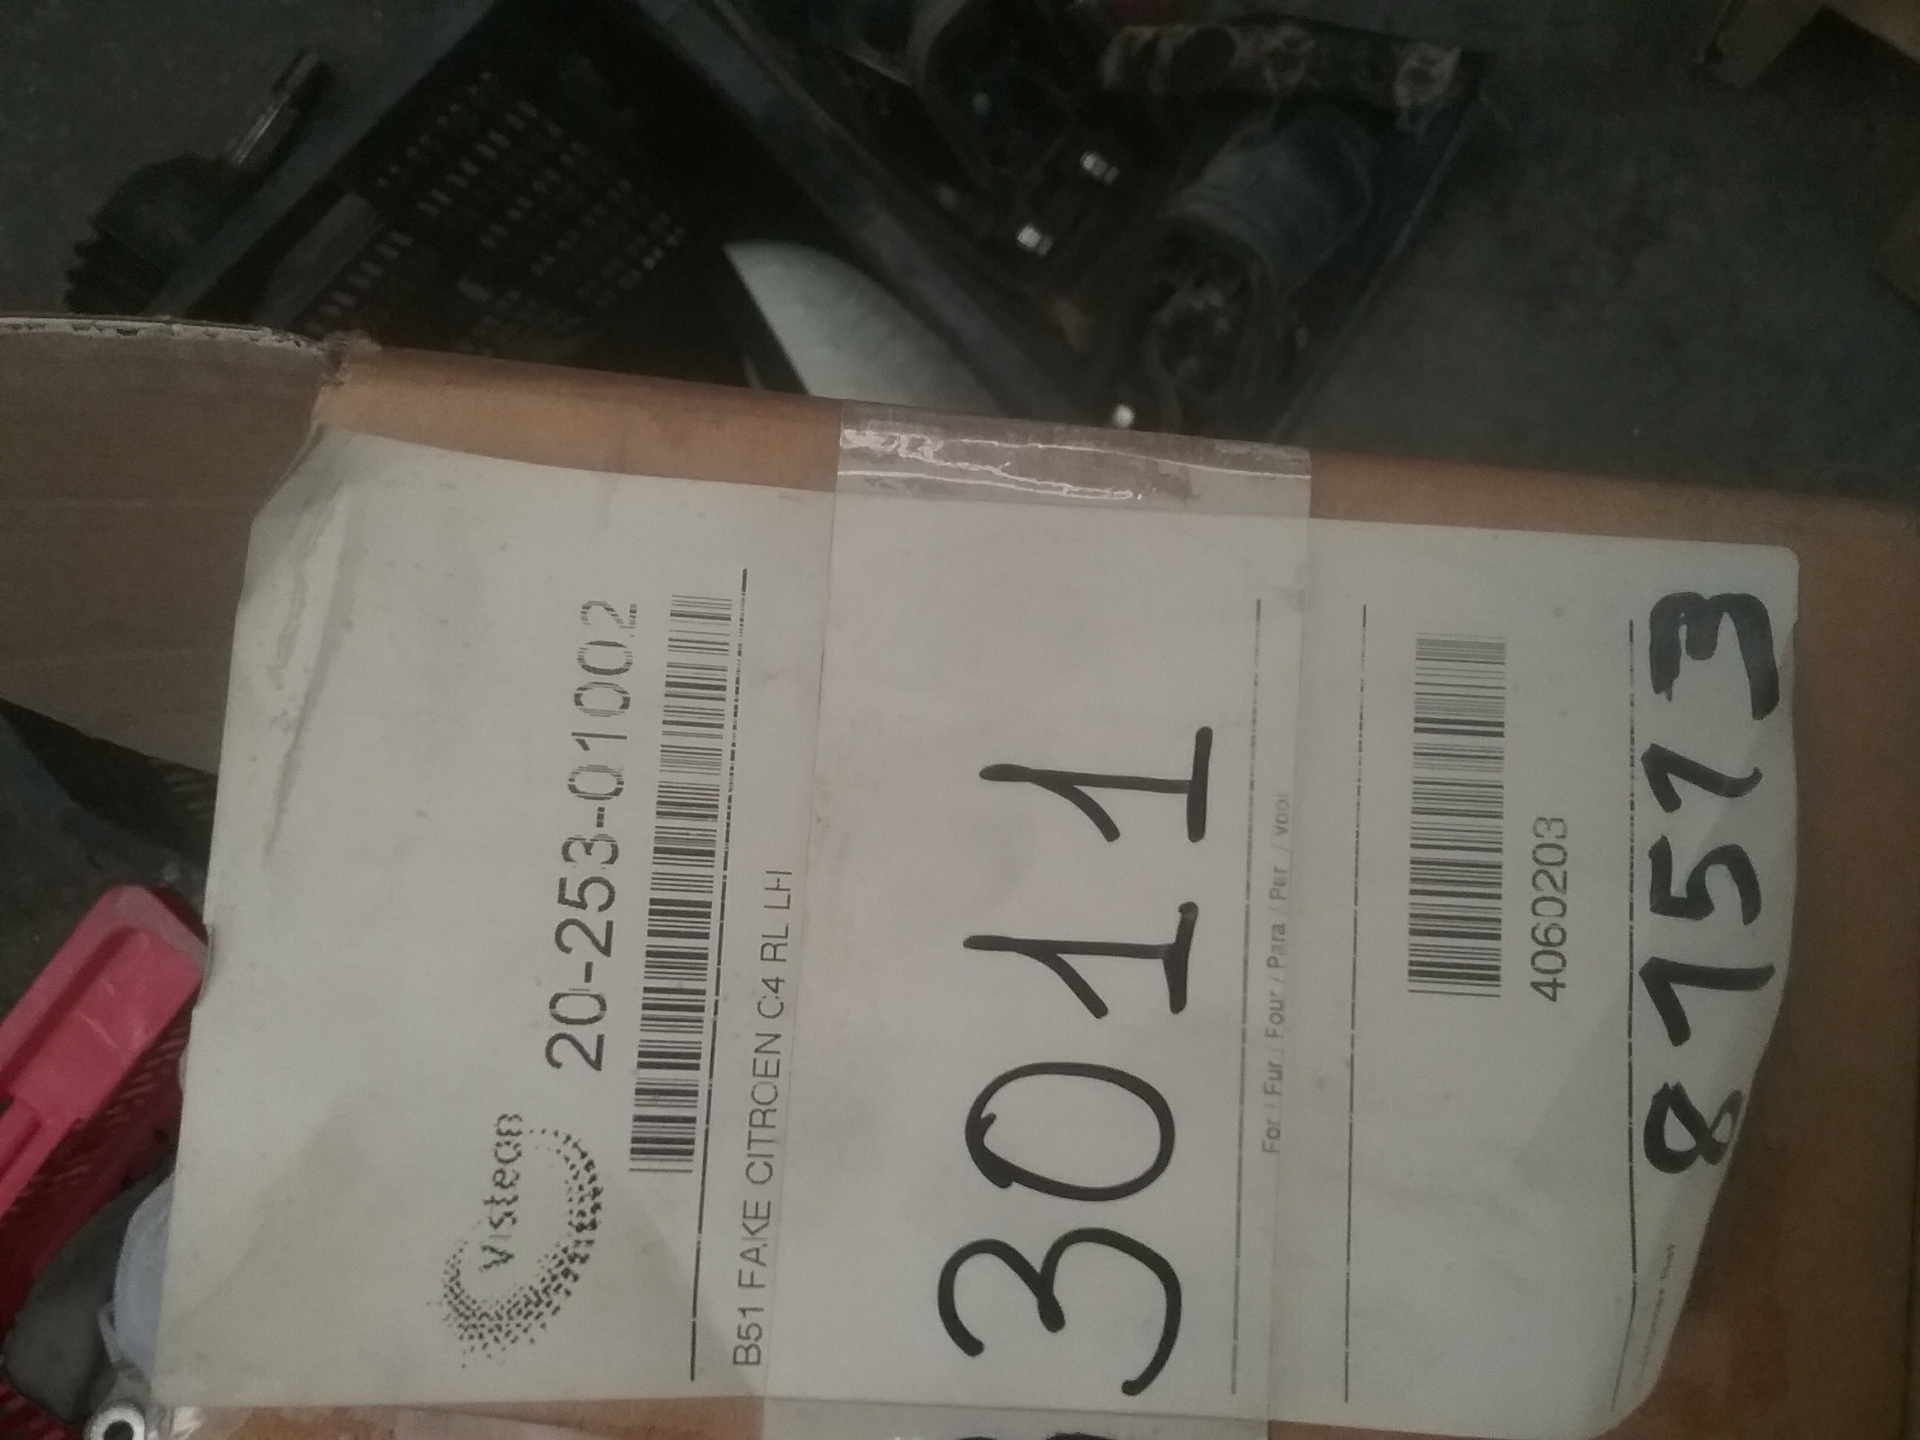 Visteon
20-253-01002
B51 FAKE CITROEN C4 RL LH
3011
For / Fur / Four / Para / Per / voor
4060203
81513